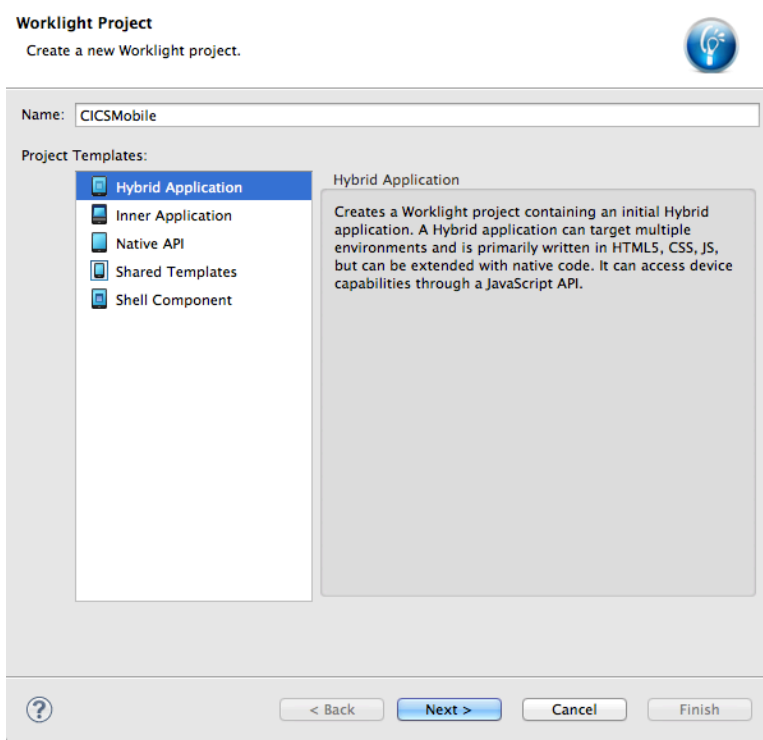 Worklight Project
Create a new Worklight project.
Name: CICSMobile
Project Templates:
Hybrid Application
Inner Application
Native API
Shared Templates
Shell Component
Hybrid Application
Creates a Worklight project containing an initial Hybrid
application. A Hybrid application can target multiple
environments and is primarily written in HTML5, CSS, JS,
but can be extended with native code. It can access device
capabilities through a JavaScript API.
? < Back Next > Cancel Finish